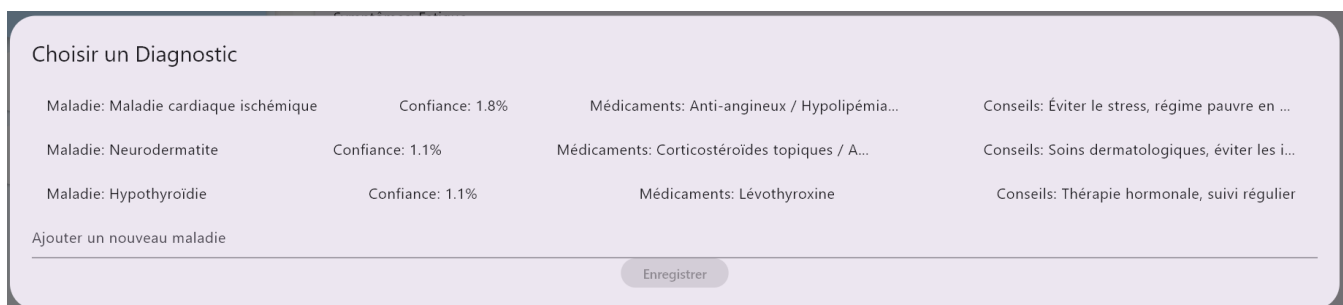 Choisir un Diagnostic
Maladie: Maladie cardiaque ischémique Confiance: 1.8% Médicaments: Anti-angineux / Hypolipémia... Conseils: Éviter le stress, régime pauvre en ...
Maladie: Neurodermatite Confiance: 1.1% Médicaments: Corticostéroïdes topiques / A... Conseils: Soins dermatologiques, éviter les i...
Maladie: Hypothyroïdie Confiance: 1.1% Médicaments: Lévothyroxine Conseils: Thérapie hormonale, suivi régulier
Ajouter un nouveau maladie
Enregistrer